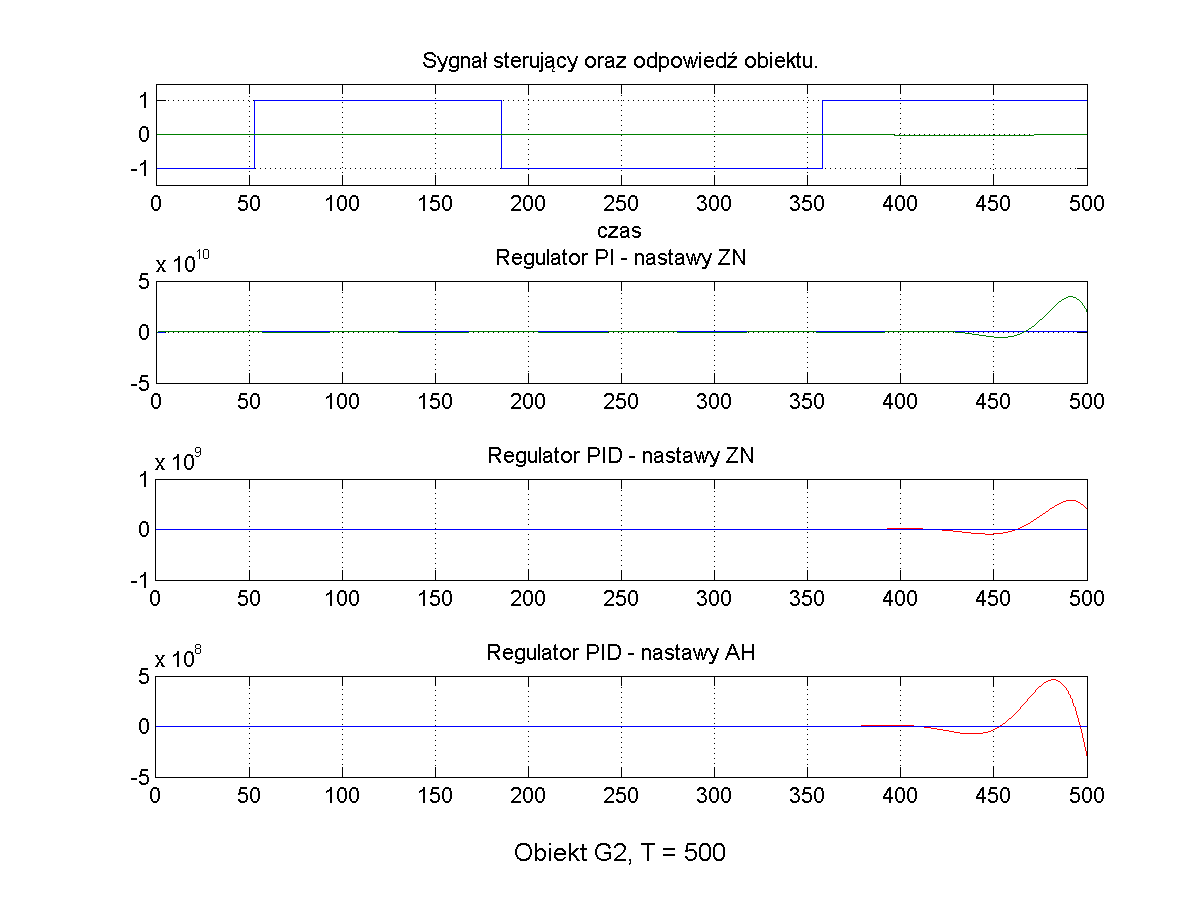 Sygnał sterujący oraz odpowiedź obiektu.
1
0
-1
0 50 100 150 200 250 300 350 400 450 500
czas
Regulator PI - nastawy ZN
x 10^10
5
0
-5
0 50 100 150 200 250 300 350 400 450 500
Regulator PID - nastawy ZN
x 10^9
1
0
-1
0 50 100 150 200 250 300 350 400 450 500
Regulator PID - nastawy AH
x 10^8
5
0
-5
0 50 100 150 200 250 300 350 400 450 500
Obiekt G2, T = 500